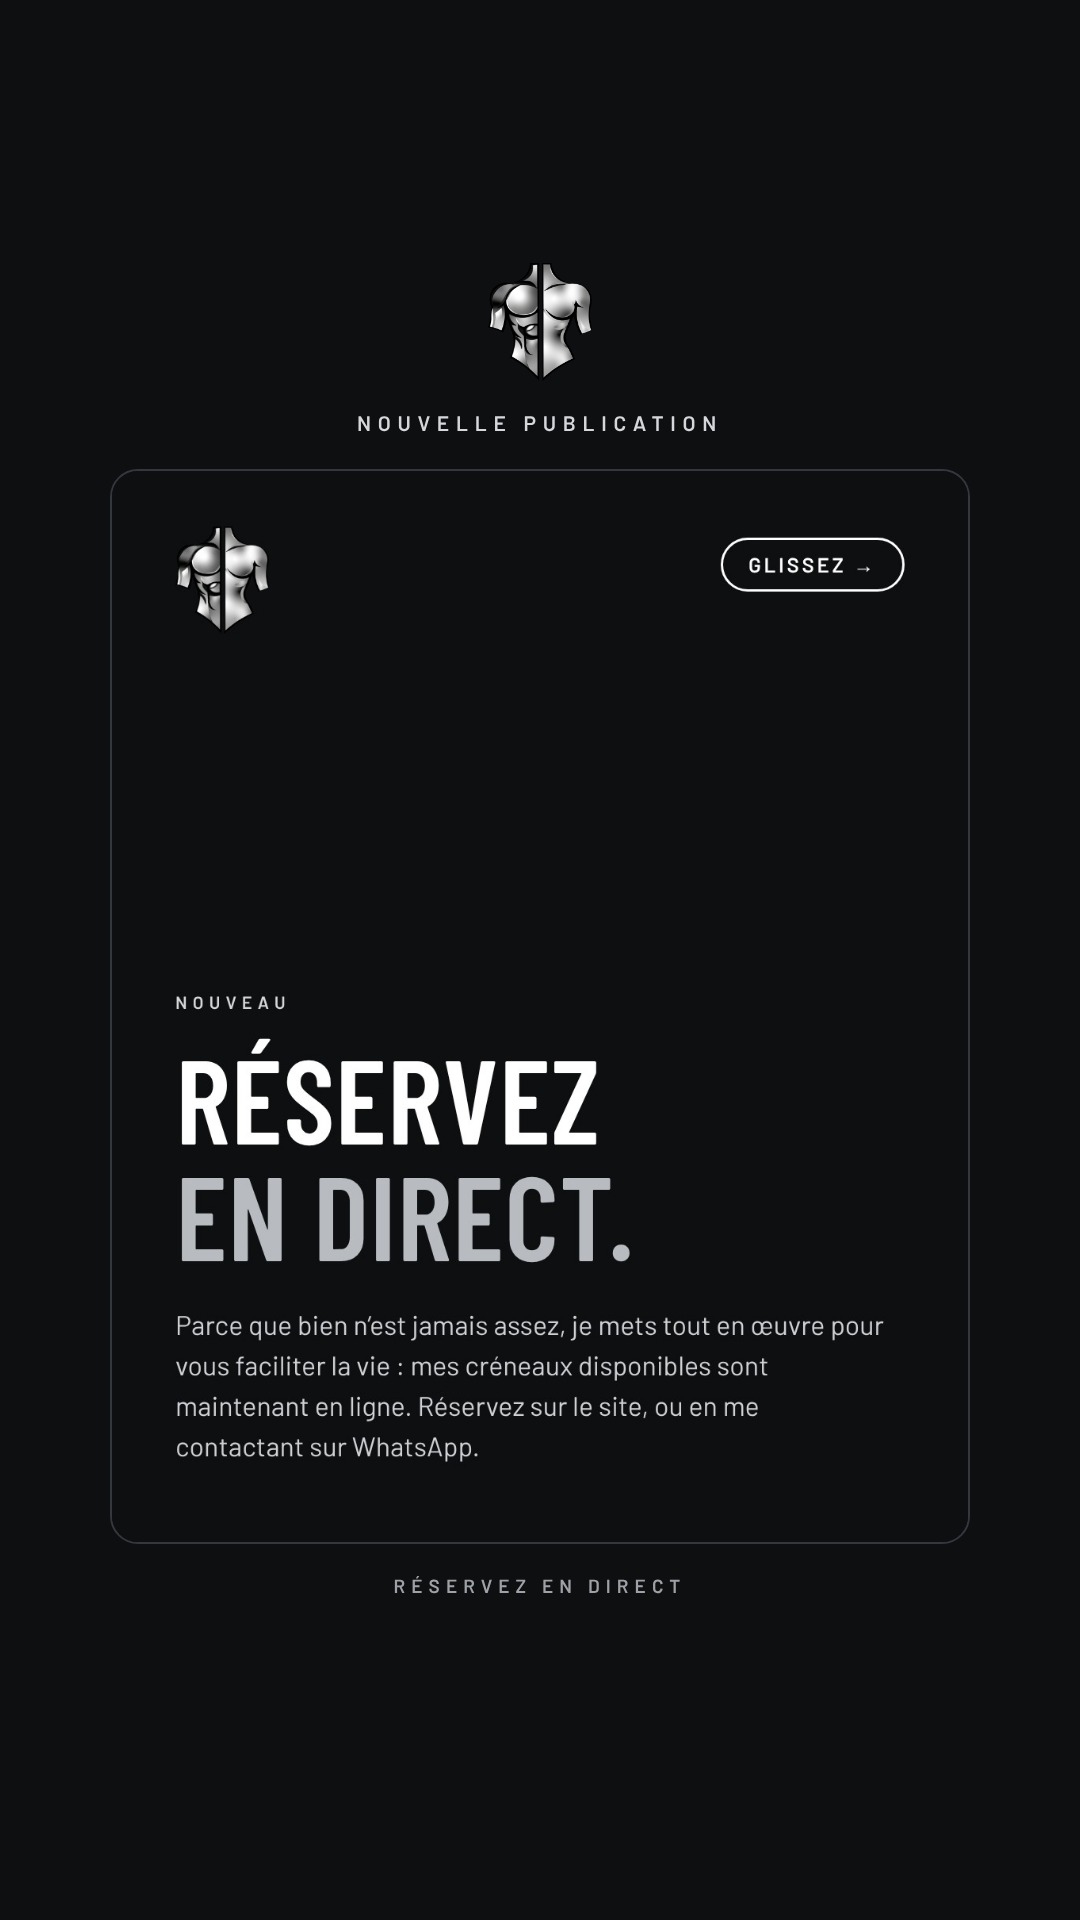 NOUVELLE PUBLICATION
GLISSEZ →
NOUVEAU
RÉSERVEZ
EN DIRECT.
Parce que bien n’est jamais assez, je mets tout en œuvre pour
vous faciliter la vie : mes créneaux disponibles sont
maintenant en ligne. Réservez sur le site, ou en me
contactant sur WhatsApp.
RÉSERVEZ EN DIRECT